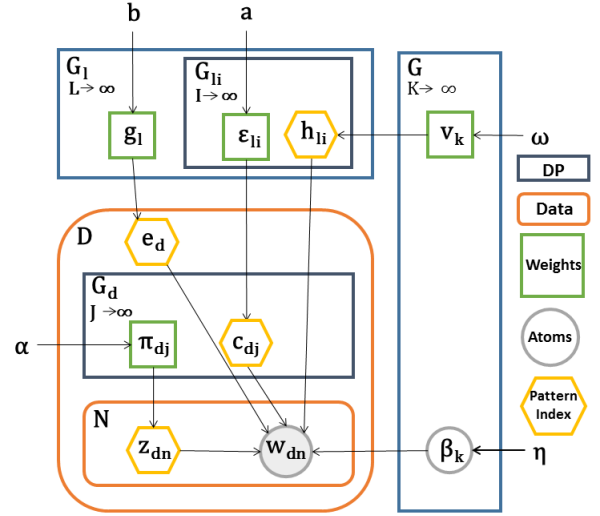 b
a
G_l
L→ ∞
G_li
I→ ∞
G
K→ ∞
g_l
ε_li
h_li
v_k
ω
DP
Data
D
e_d
Weights
G_d
J →∞
α
π_dj
c_dj
Atoms
N
z_dn
w_dn
β_k
η
Pattern
Index